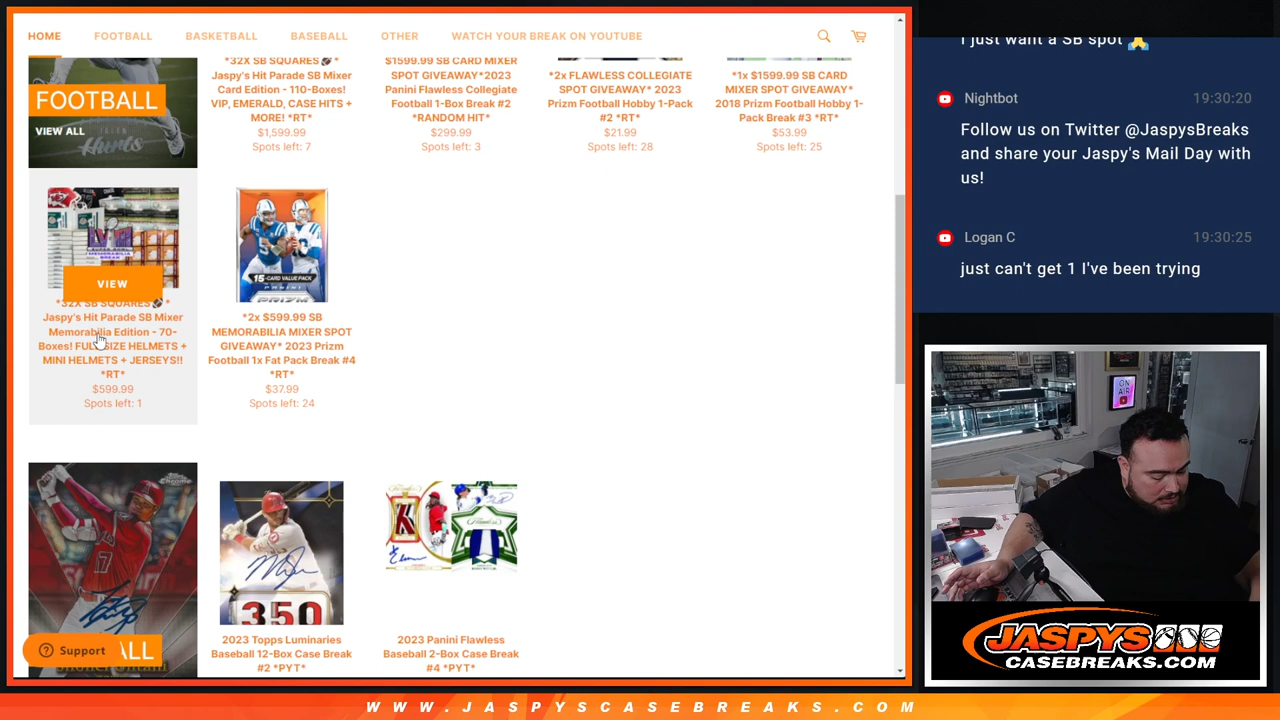 HOME
FOOTBALL
BASKETBALL
BASEBALL
OTHER
WATCH YOUR BREAK ON YOUTUBE
FOOTBALL
VIEW ALL
*32X SB SQUARES🏈*
Jaspy's Hit Parade SB Mixer
Card Edition - 110-Boxes!
VIP, EMERALD, CASE HITS +
MORE! *RT*
$1,599.99
Spots left: 7
$1599.99 SB CARD MIXER
SPOT GIVEAWAY*2023
Panini Flawless Collegiate
Football 1-Box Break #2
*RANDOM HIT*
$299.99
Spots left: 3
*2x FLAWLESS COLLEGIATE
SPOT GIVEAWAY* 2023
Prizm Football Hobby 1-Pack
#2 *RT*
$21.99
Spots left: 28
*1x $1599.99 SB CARD
MIXER SPOT GIVEAWAY*
2018 Prizm Football Hobby 1-
Pack Break #3 *RT*
$53.99
Spots left: 25
VIEW
*32X SB SQUARES🏈*
Jaspy's Hit Parade SB Mixer
Memorabilia Edition - 70-
Boxes! FULL SIZE HELMETS +
MINI HELMETS + JERSEYS!!
*RT*
$599.99
Spots left: 1
15-CARD VALUE PACK
PRIZM
*2x $599.99 SB
MEMORABILIA MIXER SPOT
GIVEAWAY* 2023 Prizm
Football 1x Fat Pack Break #4
*RT*
$37.99
Spots left: 24
350
2023 Topps Luminaries
Baseball 12-Box Case Break
#2 *PYT*
2023 Panini Flawless
Baseball 2-Box Case Break
#4 *PYT*
Support
ALL
I just want a SB spot 🙏
Nightbot
19:30:20
Follow us on Twitter @JaspysBreaks
and share your Jaspy's Mail Day with
us!
Logan C
19:30:25
just can't get 1 I've been trying
ON
AIR
JASPYS
CASEBREAKS.COM
WWW.JASPYSCASEBREAKS.COM